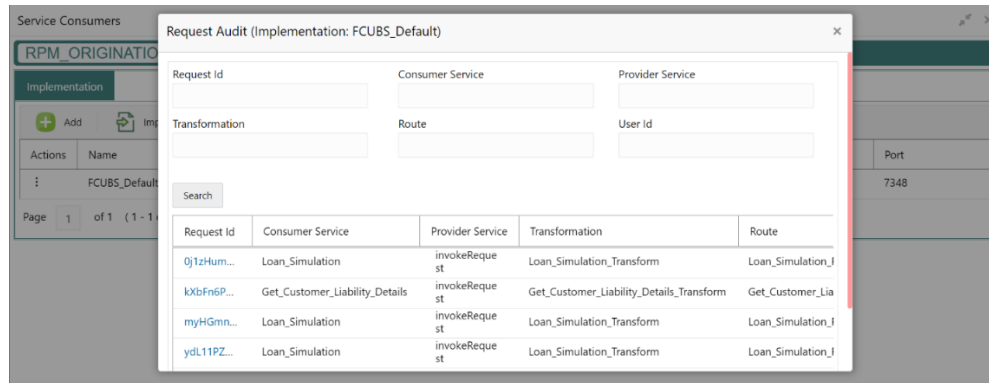 Service Consumers
RPM_ORIGINATIO
Implementation
Add
Imp
Actions Name Port
FCUBS_Default 7348
Page 1 of 1 (1 - 1
Request Audit (Implementation: FCUBS_Default)
Request Id Consumer Service Provider Service
Transformation Route User Id
Search
Request Id Consumer Service Provider Service Transformation Route
0j1zHum... Loan_Simulation invokeReque
st Loan_Simulation_Transform Loan_Simulation_
kXbFn6P... Get_Customer_Liability_Details invokeReque
st Get_Customer_Liability_Details_Transform Get_Customer_Lia
myHGmn... Loan_Simulation invokeReque
st Loan_Simulation_Transform Loan_Simulation_
ydL11PZ... Loan_Simulation invokeReque
st Loan_Simulation_Transform Loan_Simulation_